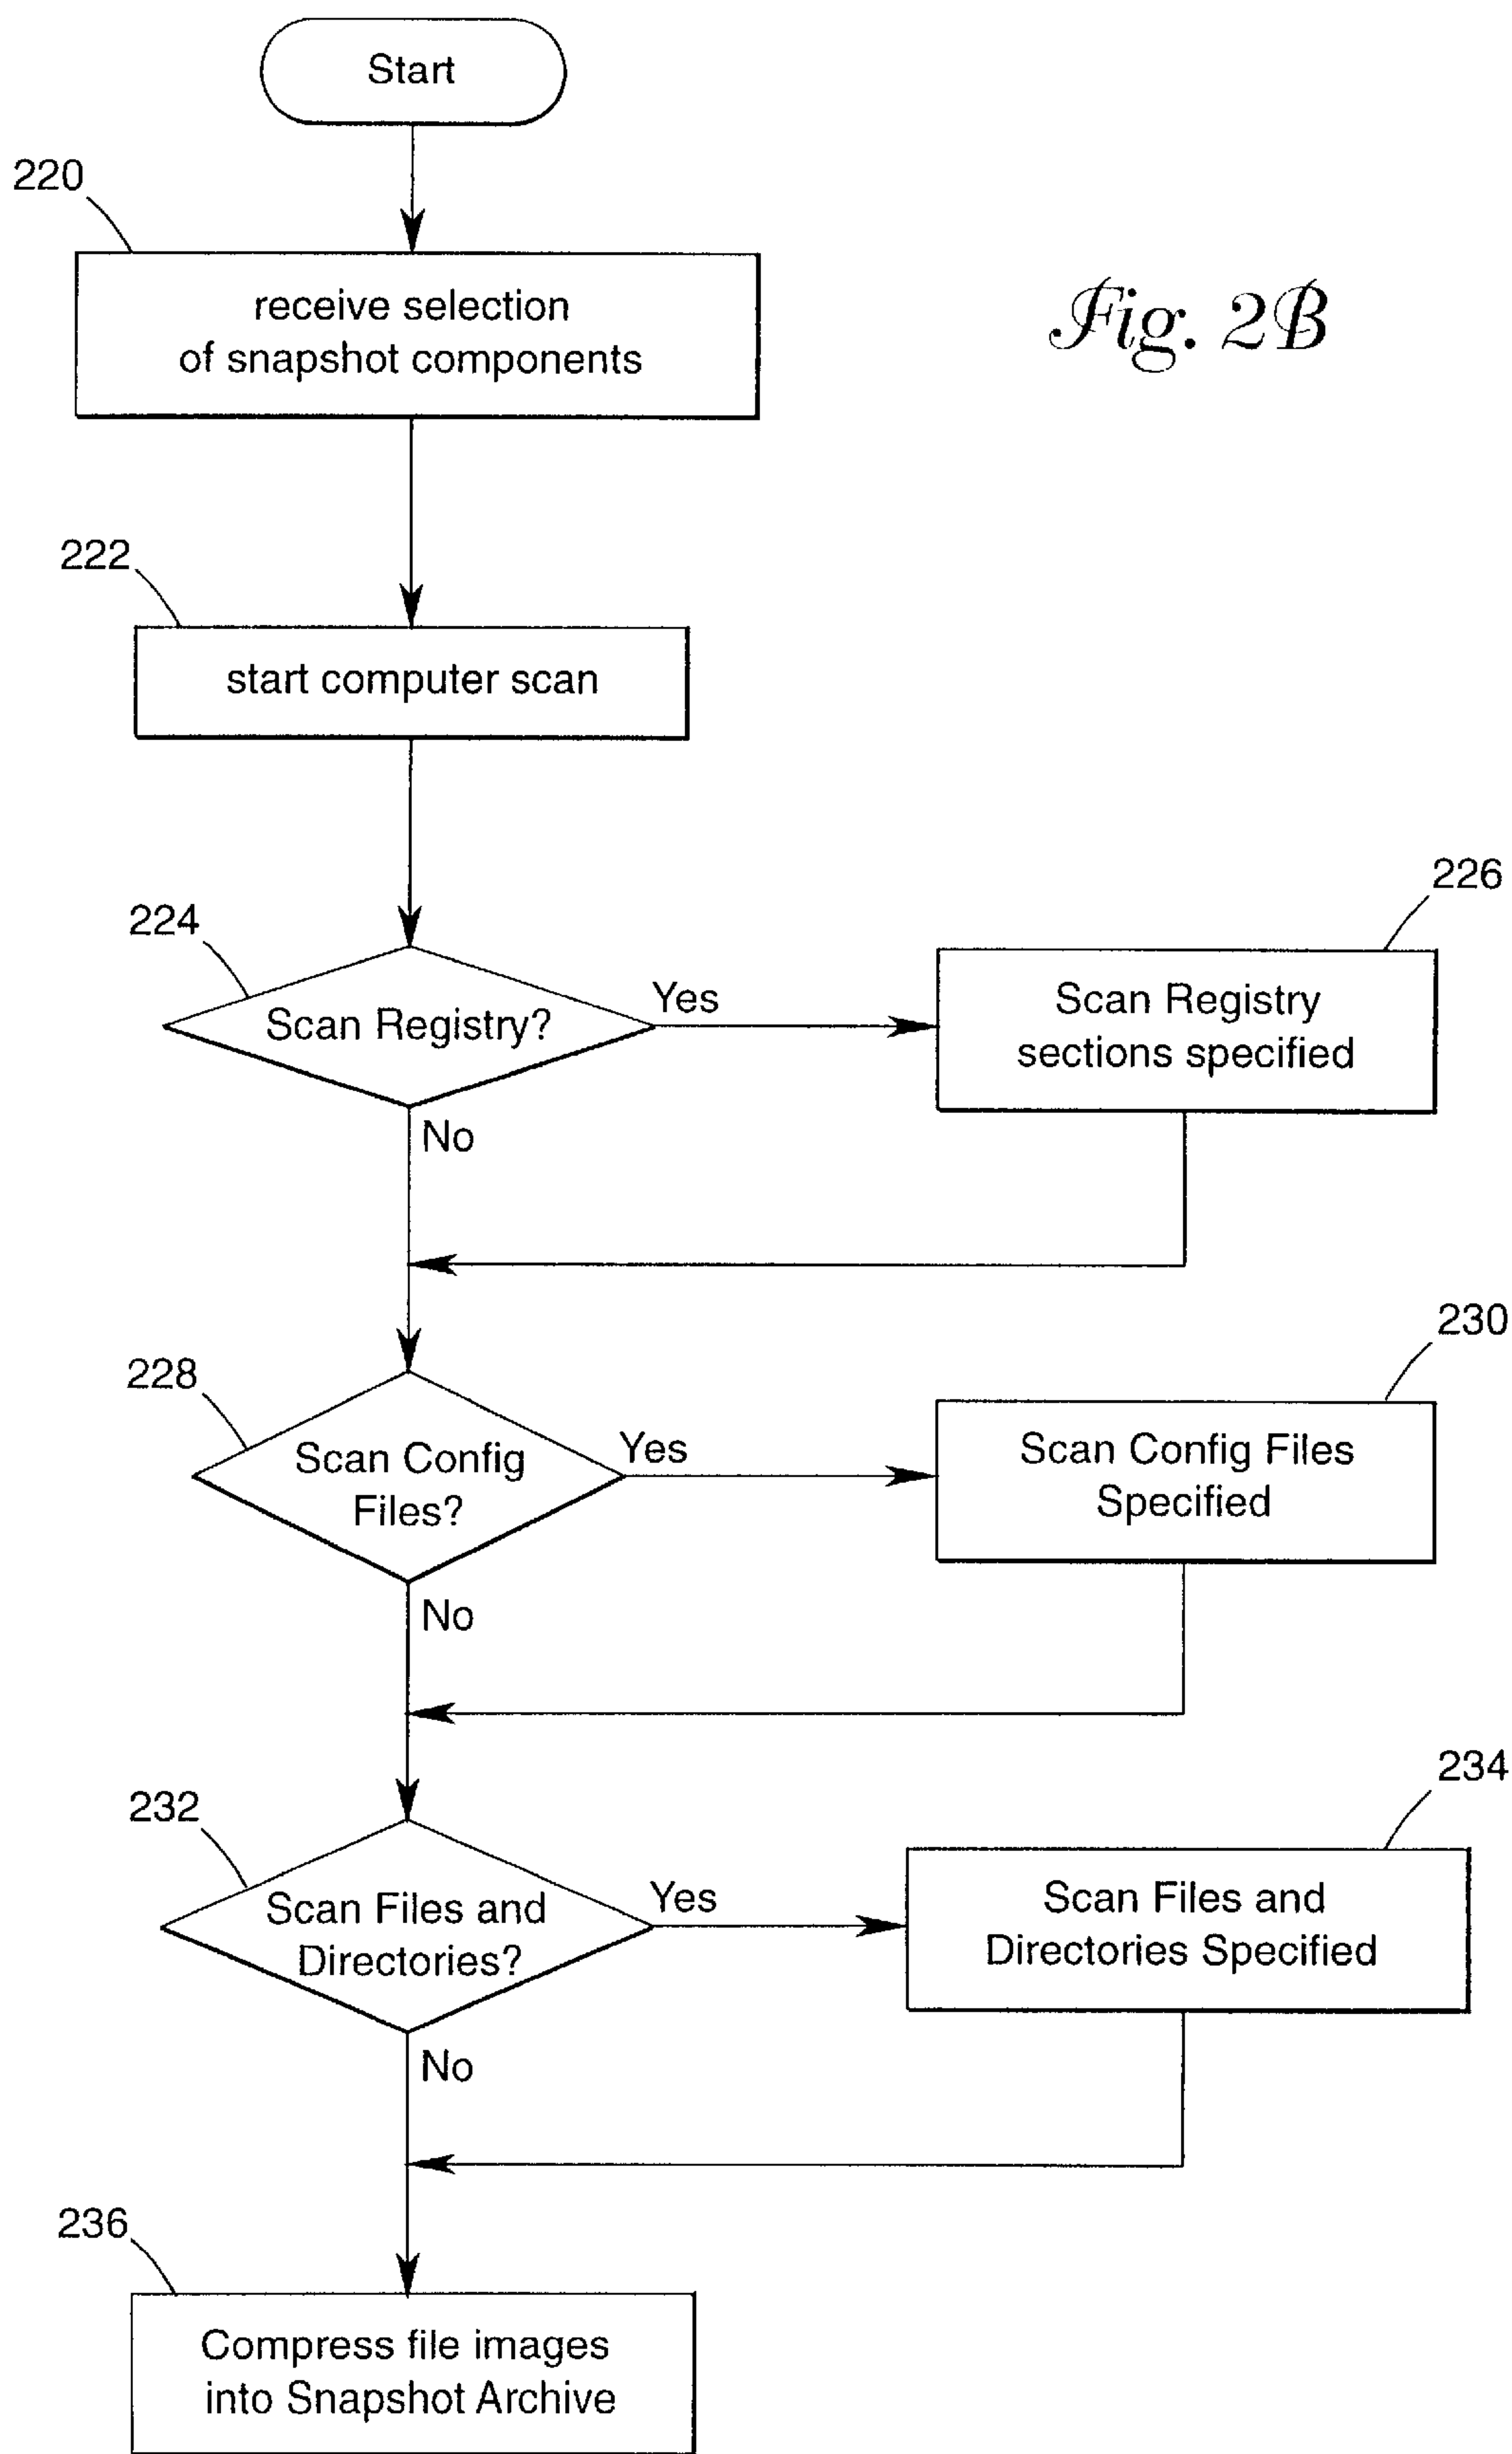 Start
220
receive selection
of snapshot components
Fig. 2B
222
start computer scan
224
Scan Registry?
Yes
226
Scan Registry
sections specified
No
228
Scan Config
Files?
Yes
230
Scan Config Files
Specified
No
232
Scan Files and
Directories?
Yes
234
Scan Files and
Directories Specified
No
236
Compress file images
into Snapshot Archive